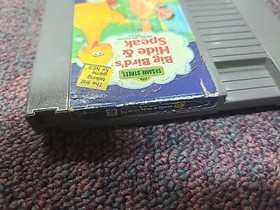 SESAME STREET
Big Bird's
Hide &
Speak
The first
talking
game
for NES